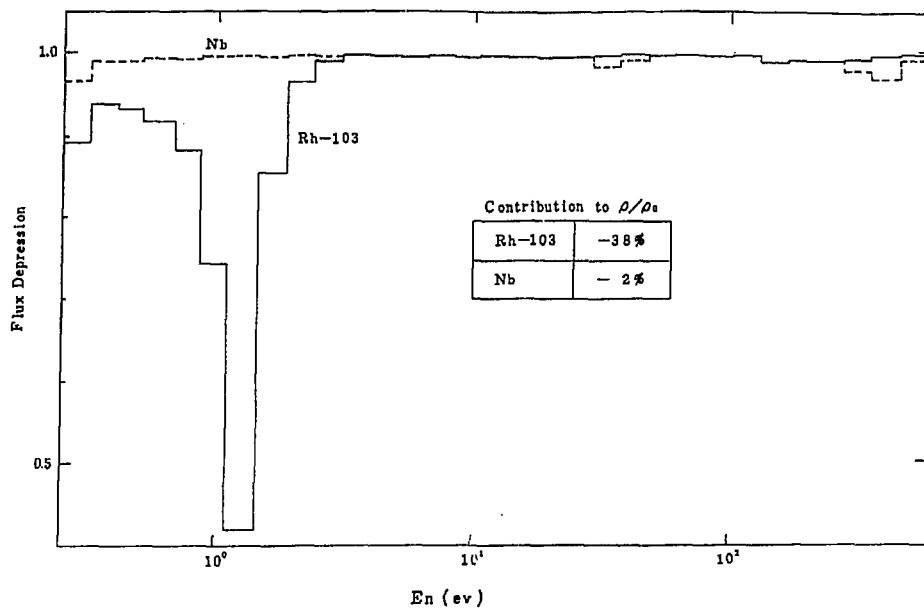 1.0
Nb
Rh-103
Contribution to ρ/ρ₀
Rh-103 -38%
Nb - 2%
Flux Depression
0.5
10⁰ 10¹ 10²
En (ev)